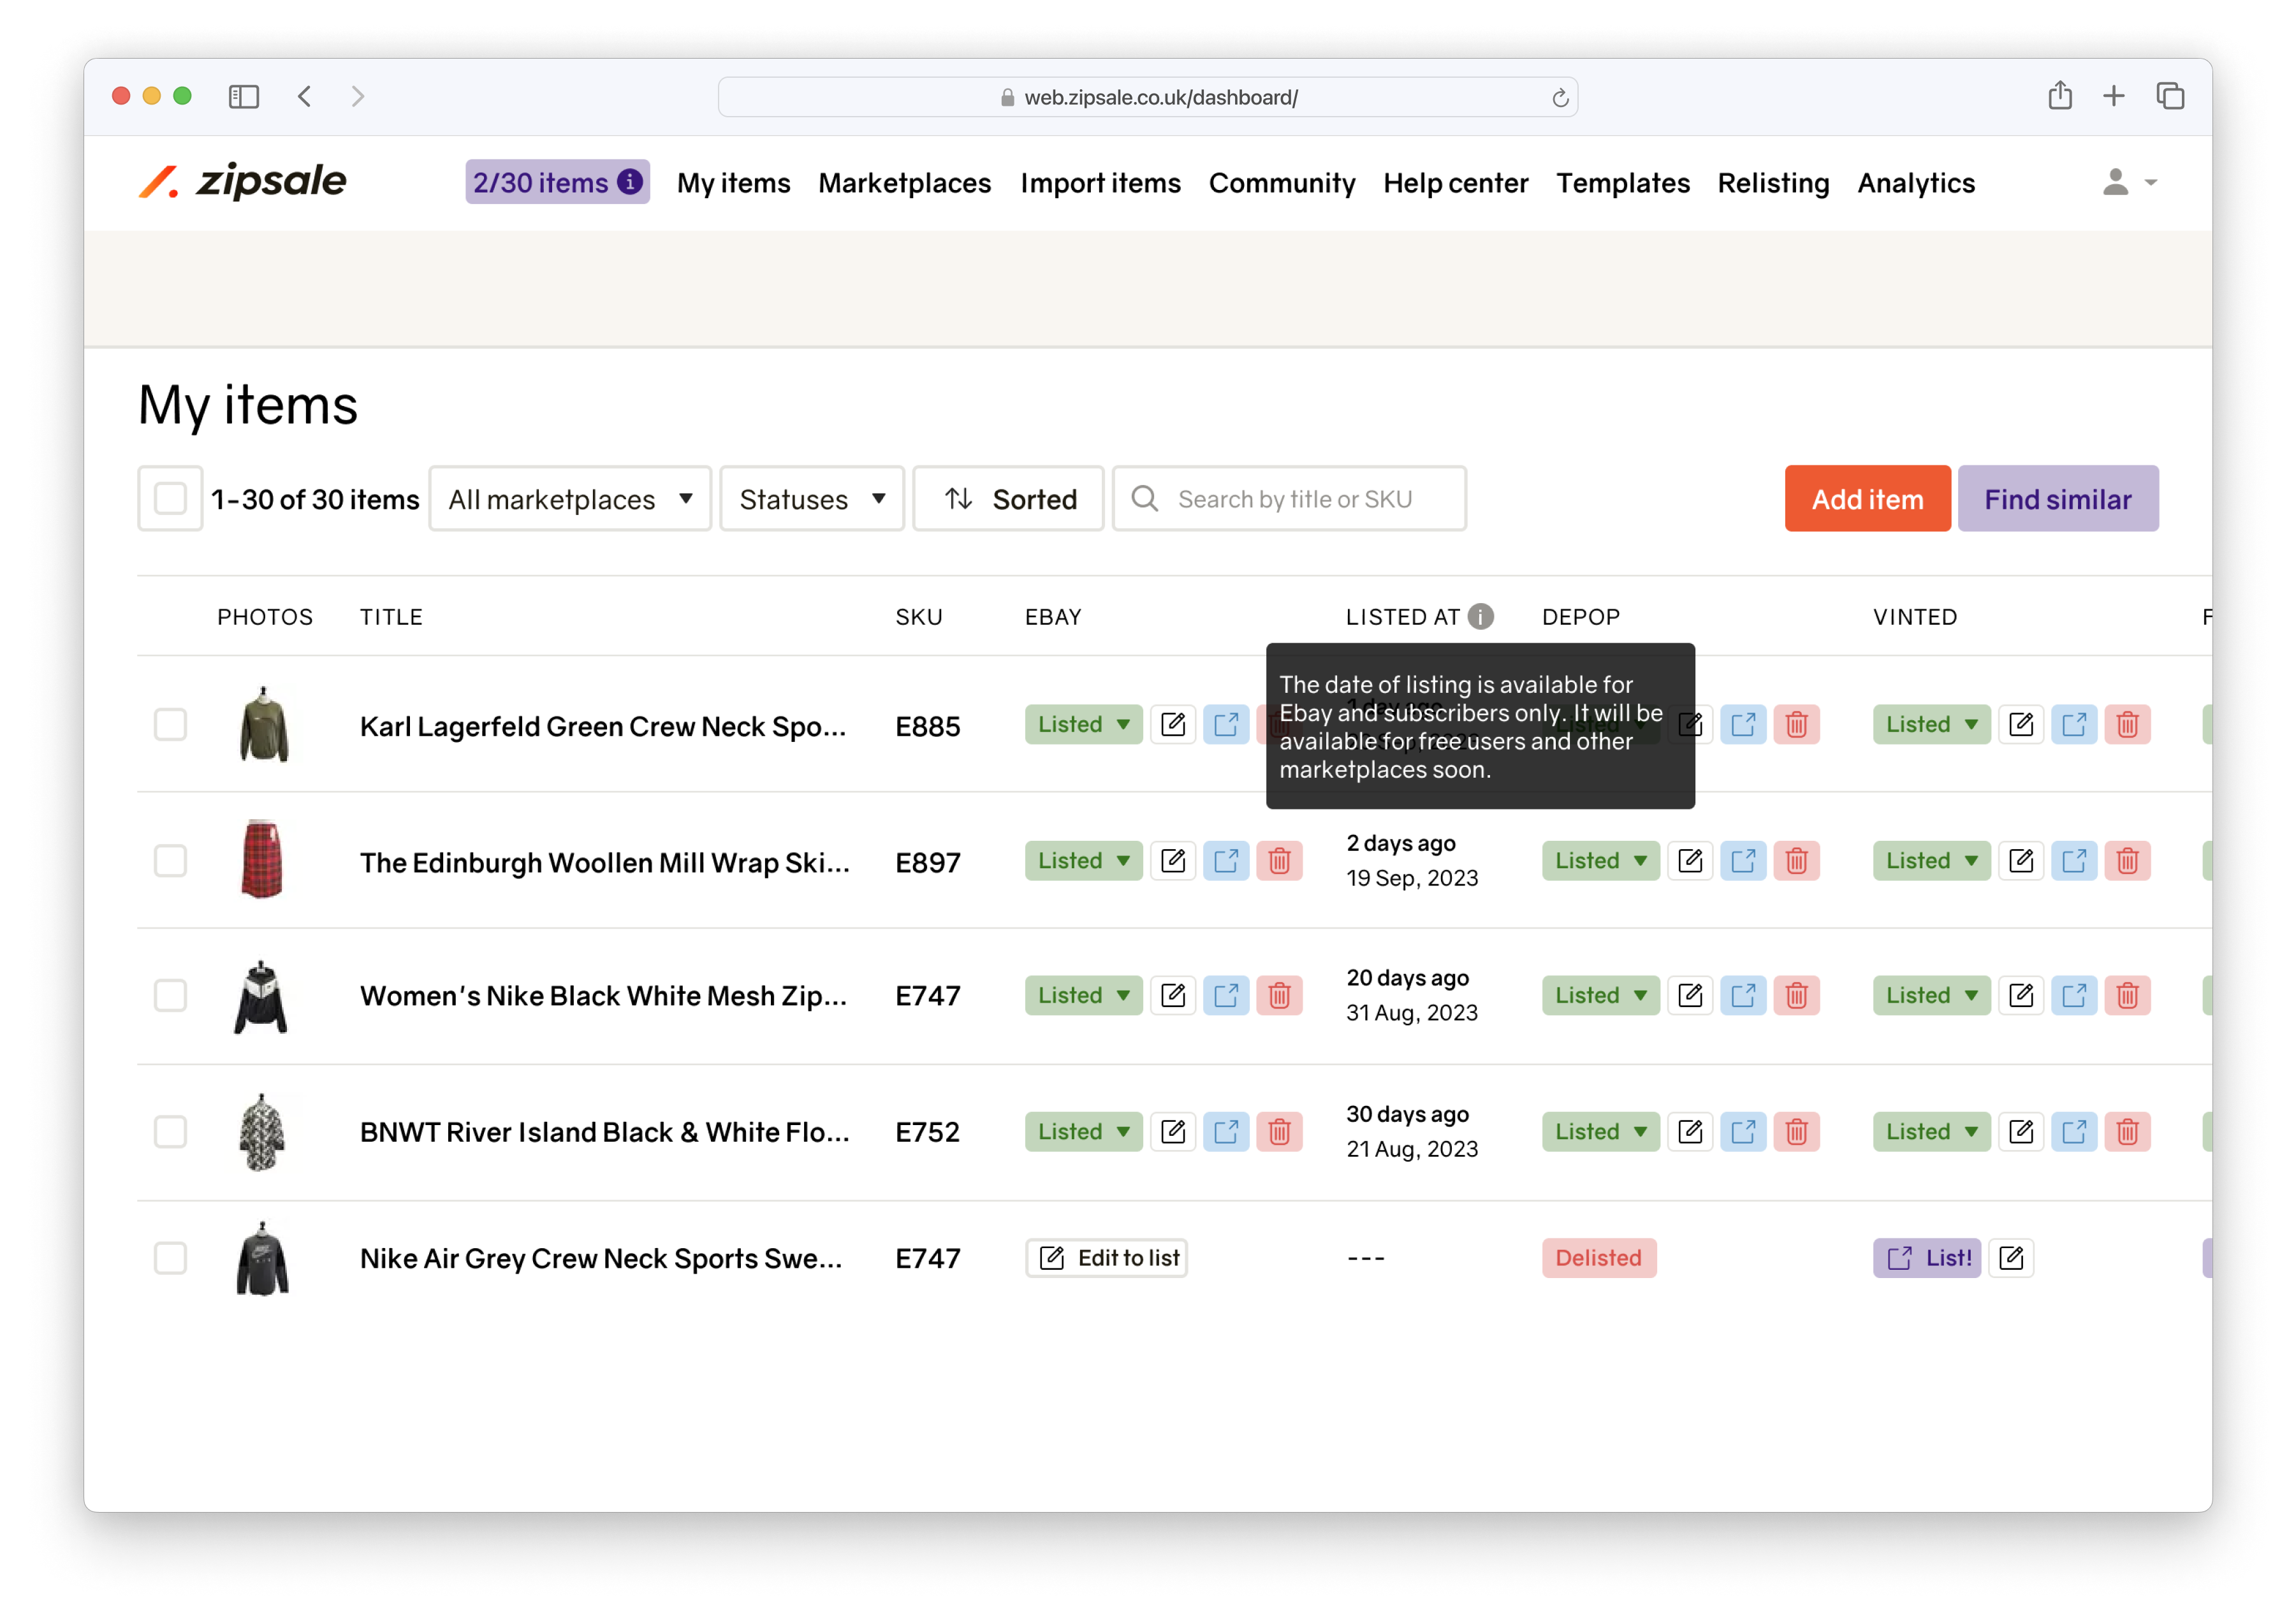 web.zipsale.co.uk/dashboard/
zipsale
2/30 items
My items
Marketplaces
Import items
Community
Help center
Templates
Relisting
Analytics
My items
1-30 of 30 items
All marketplaces
Statuses
Sorted
Search by title or SKU
Add item
Find similar
PHOTOS
TITLE
SKU
EBAY
LISTED AT
DEPOP
VINTED
The date of listing is available for
Ebay and subscribers only. It will be
available for free users and other
marketplaces soon.
Karl Lagerfeld Green Crew Neck Spo...
E885
Listed
1 day ago
Listed
Listed
The Edinburgh Woollen Mill Wrap Ski...
E897
Listed
2 days ago
19 Sep, 2023
Listed
Listed
Women's Nike Black White Mesh Zip...
E747
Listed
20 days ago
31 Aug, 2023
Listed
Listed
BNWT River Island Black & White Flo...
E752
Listed
30 days ago
21 Aug, 2023
Listed
Listed
Nike Air Grey Crew Neck Sports Swe...
E747
Edit to list
---
Delisted
List!